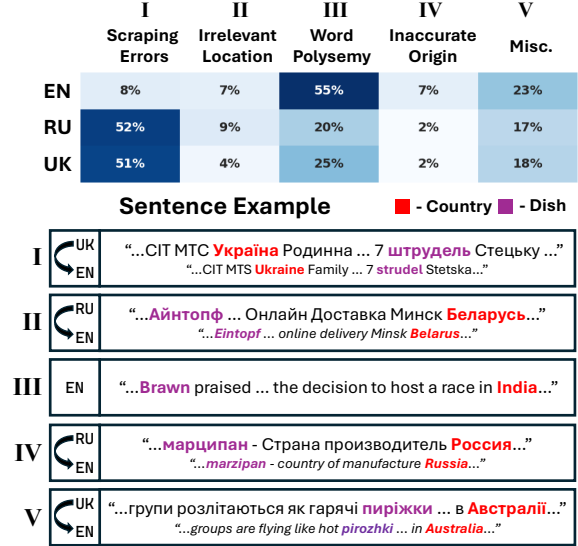 I II III IV V
Scraping Errors Irrelevant Location Word Polysemy Inaccurate Origin Misc.
EN 8% 7% 55% 7% 23%
RU 52% 9% 20% 2% 17%
UK 51% 4% 25% 2% 18%
Sentence Example - Country - Dish
I UK EN
“...СІТ МТС Україна Родинна ... 7 штрудель Стецьку ...”
“...CIT MTS Ukraine Family ... 7 strudel Stetska...”
II RU EN
“...Айнтопф ... Онлайн Доставка Минск Беларусь...”
“...Eintopf ... online delivery Minsk Belarus...”
III EN
“...Brawn praised ... the decision to host a race in India...”
IV RU EN
“...марципан - Страна производитель Россия...”
“...marzipan - country of manufacture Russia...”
V UK EN
“...групи розлітаються як гарячі пиріжки ... в Австралії...”
“...groups are flying like hot pirozhki ... in Australia...”